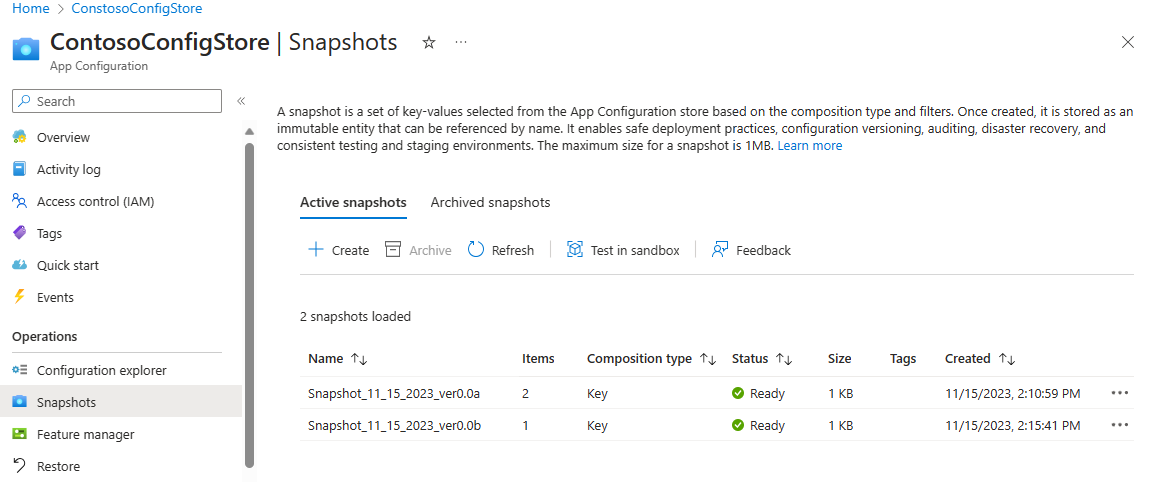 Home > ConstosoConfigStore
ContosoConfigStore | Snapshots
App Configuration
Search
Overview
Activity log
Access control (IAM)
Tags
Quick start
Events
Operations
Configuration explorer
Snapshots
Feature manager
Restore
A snapshot is a set of key-values selected from the App Configuration store based on the composition type and filters. Once created, it is stored as an
immutable entity that can be referenced by name. It enables safe deployment practices, configuration versioning, auditing, disaster recovery, and
consistent testing and staging environments. The maximum size for a snapshot is 1MB. Learn more
Active snapshots Archived snapshots
Create Archive Refresh Test in sandbox Feedback
2 snapshots loaded
Name Items Composition type Status Size Tags Created
Snapshot_11_15_2023_ver0.0a 2 Key Ready 1 KB 11/15/2023, 2:10:59 PM
Snapshot_11_15_2023_ver0.0b 1 Key Ready 1 KB 11/15/2023, 2:15:41 PM